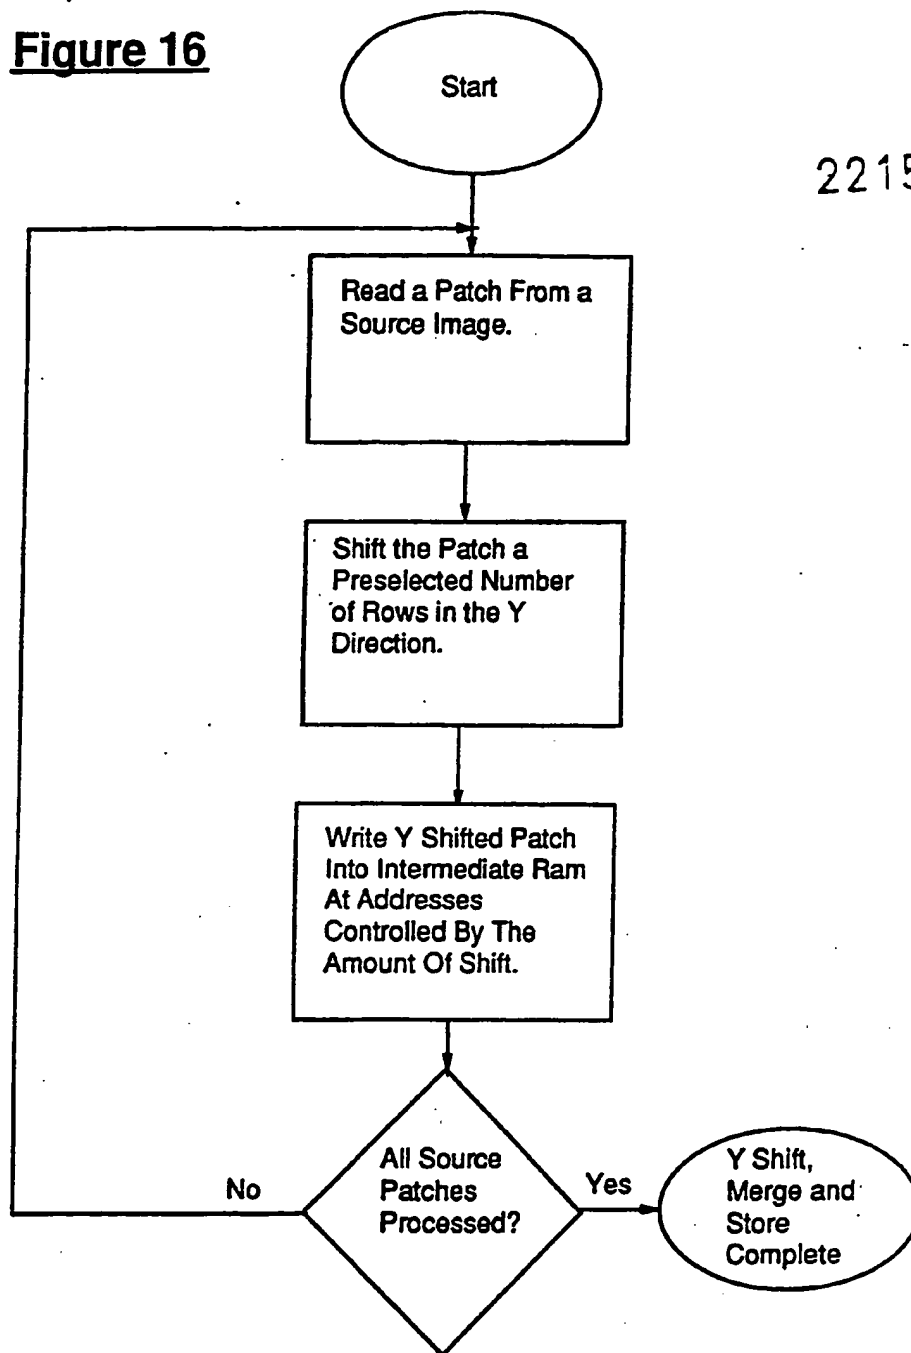 Figure 16
Start
2215
Read a Patch From a
Source Image.
Shift the Patch a
Preselected Number
of Rows in the Y
Direction.
Write Y Shifted Patch
Into Intermediate Ram
At Addresses
Controlled By The
Amount Of Shift.
All Source
Patches
Processed?
No
Yes
Y Shift,
Merge and
Store
Complete